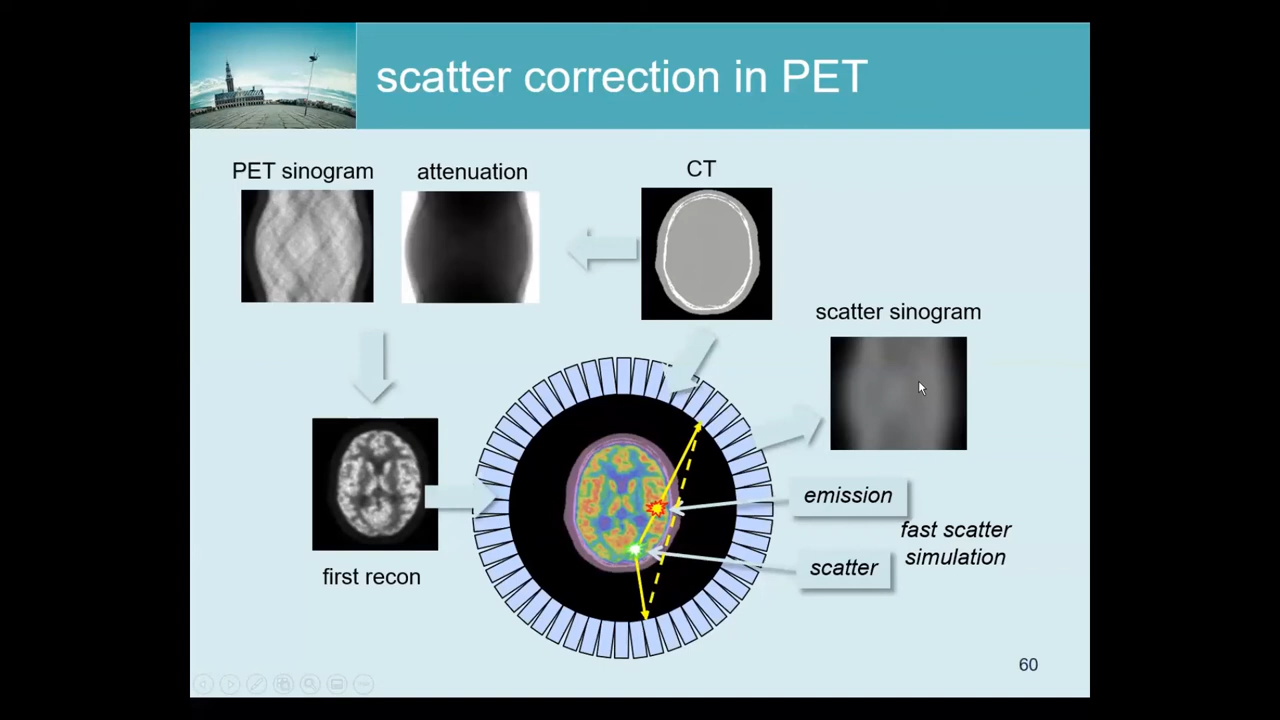 scatter correction in PET
PET sinogram
attenuation
CT
scatter sinogram
emission
fast scatter
simulation
scatter
first recon
60